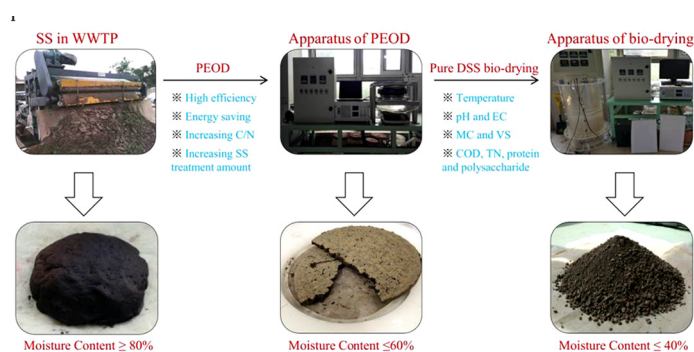 SS in WWTP
Apparatus of PEOD
Apparatus of bio-drying
PEOD
※ High efficiency
※ Energy saving
※ Increasing C/N
※ Increasing SS
treatment amount
Pure DSS bio-drying
※ Temperature
※ pH and EC
※ MC and VS
※ COD, TN, protein
and polysaccharide
Moisture Content ≥ 80%
Moisture Content ≤60%
Moisture Content ≤ 40%